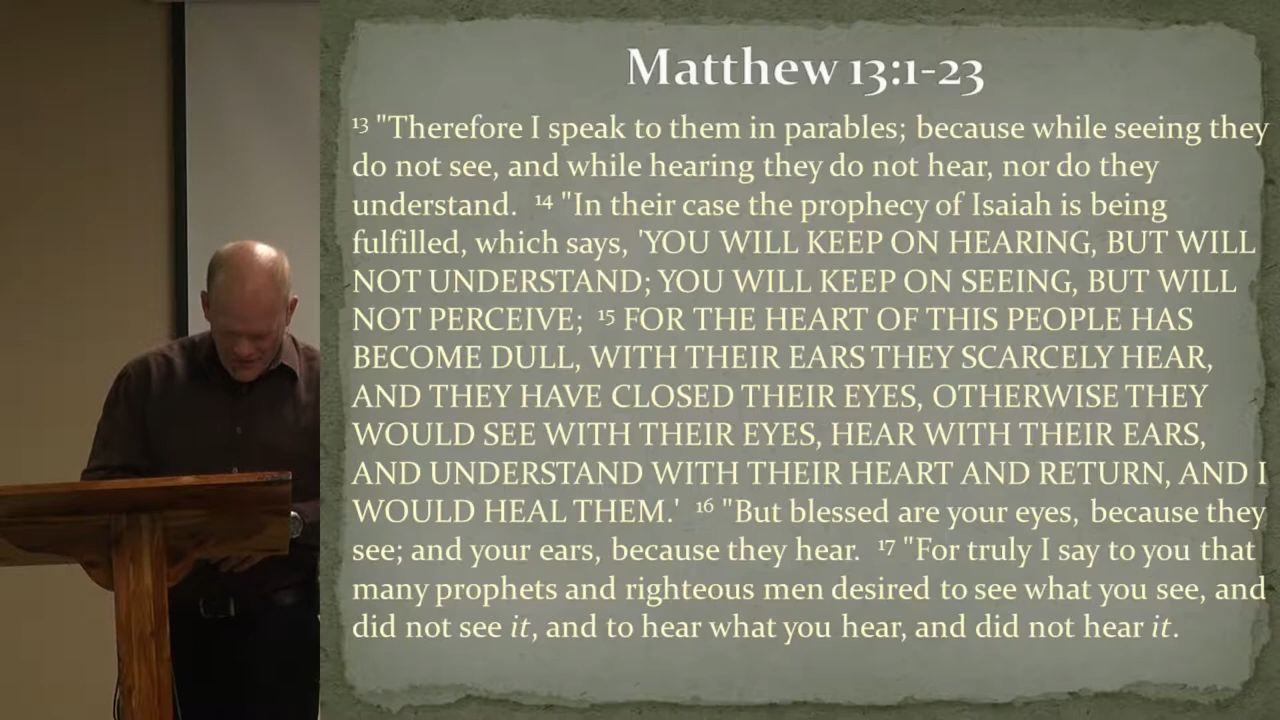 Matthew 13:1-23
13 "Therefore I speak to them in parables; because while seeing they
do not see, and while hearing they do not hear, nor do they
understand. 14 "In their case the prophecy of Isaiah is being
fulfilled, which says, 'YOU WILL KEEP ON HEARING, BUT WILL
NOT UNDERSTAND; YOU WILL KEEP ON SEEING, BUT WILL
NOT PERCEIVE; 15 FOR THE HEART OF THIS PEOPLE HAS
BECOME DULL, WITH THEIR EARS THEY SCARCELY HEAR,
AND THEY HAVE CLOSED THEIR EYES, OTHERWISE THEY
WOULD SEE WITH THEIR EYES, HEAR WITH THEIR EARS,
AND UNDERSTAND WITH THEIR HEART AND RETURN, AND I
WOULD HEAL THEM.' 16 "But blessed are your eyes, because they
see; and your ears, because they hear. 17 "For truly I say to you that
many prophets and righteous men desired to see what you see, and
did not see it, and to hear what you hear, and did not hear it.